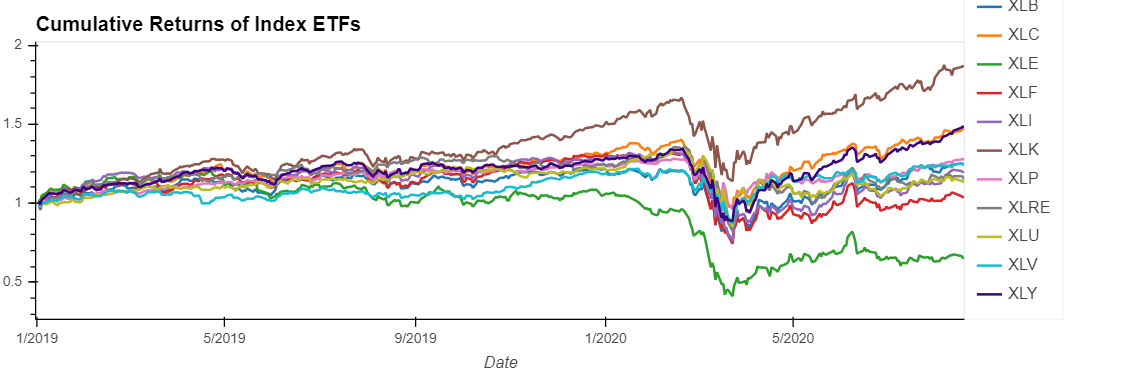 Cumulative Returns of Index ETFs
2
1.5
1
0.5
1/2019
5/2019
9/2019
1/2020
5/2020
Date
XLB
XLC
XLE
XLF
XLI
XLK
XLP
XLRE
XLU
XLV
XLY